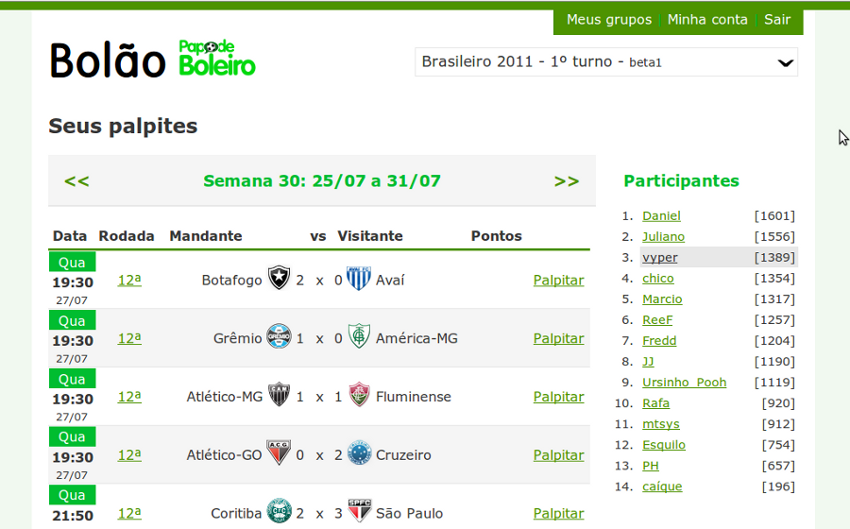 Meus grupos Minha conta Sair
Bolão Papo de Boleiro
Brasileiro 2011 - 1º turno - beta1
Seus palpites
<< Semana 30: 25/07 a 31/07 >>
Data Rodada Mandante vs Visitante Pontos
Qua 19:30 27/07 12ª Botafogo 2 x 0 Avaí Palpitar
Qua 19:30 27/07 12ª Grêmio 1 x 0 América-MG Palpitar
Qua 19:30 27/07 12ª Atlético-MG 1 x 1 Fluminense Palpitar
Qua 19:30 27/07 12ª Atlético-GO 0 x 2 Cruzeiro Palpitar
Qua 21:50 12ª Coritiba 2 x 3 São Paulo Palpitar
Participantes
1. Daniel [1601]
2. Juliano [1556]
3. vyper [1389]
4. chico [1354]
5. Marcio [1317]
6. ReeF [1257]
7. Fredd [1204]
8. JJ [1190]
9. Ursinho_Pooh [1119]
10. Rafa [920]
11. mtsys [912]
12. Esquilo [754]
13. PH [657]
14. caíque [196]